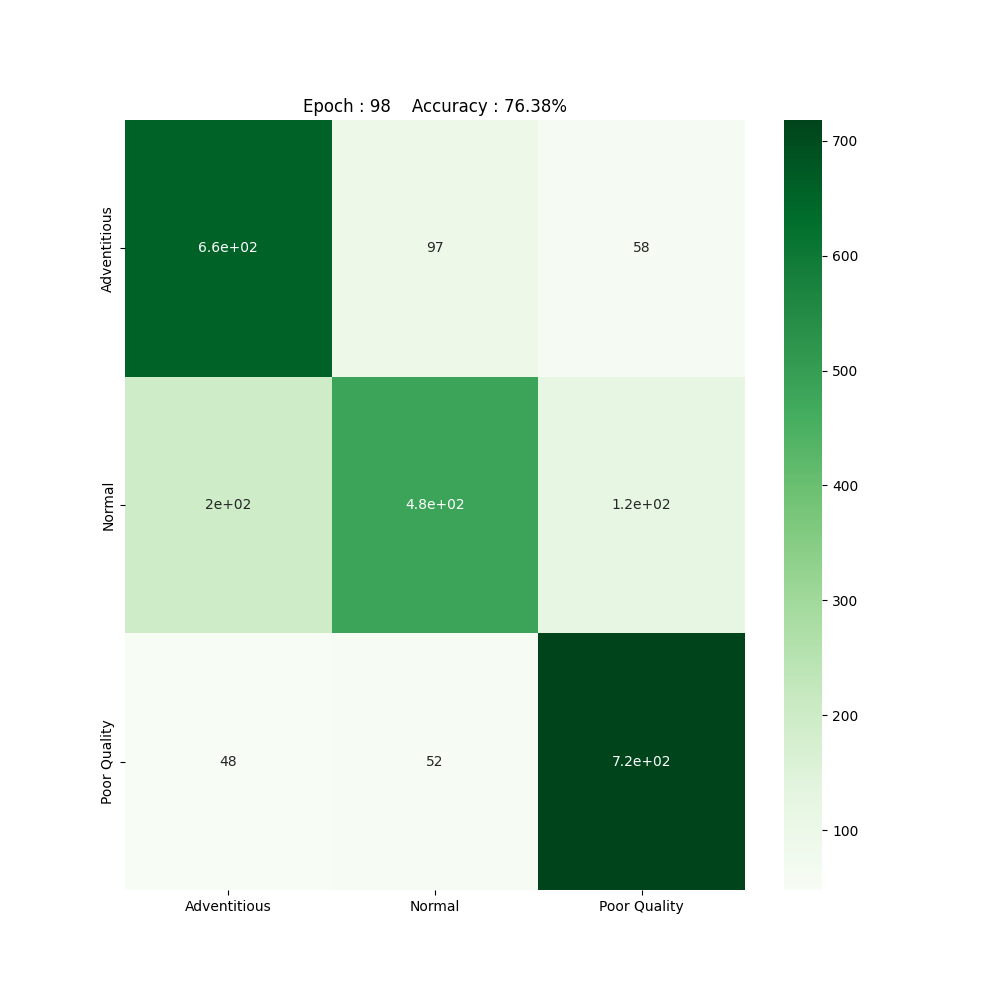 Epoch : 98    Accuracy : 76.38%
Adventitious
6.6e+02
97
58
Normal
2e+02
4.8e+02
1.2e+02
Poor Quality
48
52
7.2e+02
Adventitious
Normal
Poor Quality
700
600
500
400
300
200
100